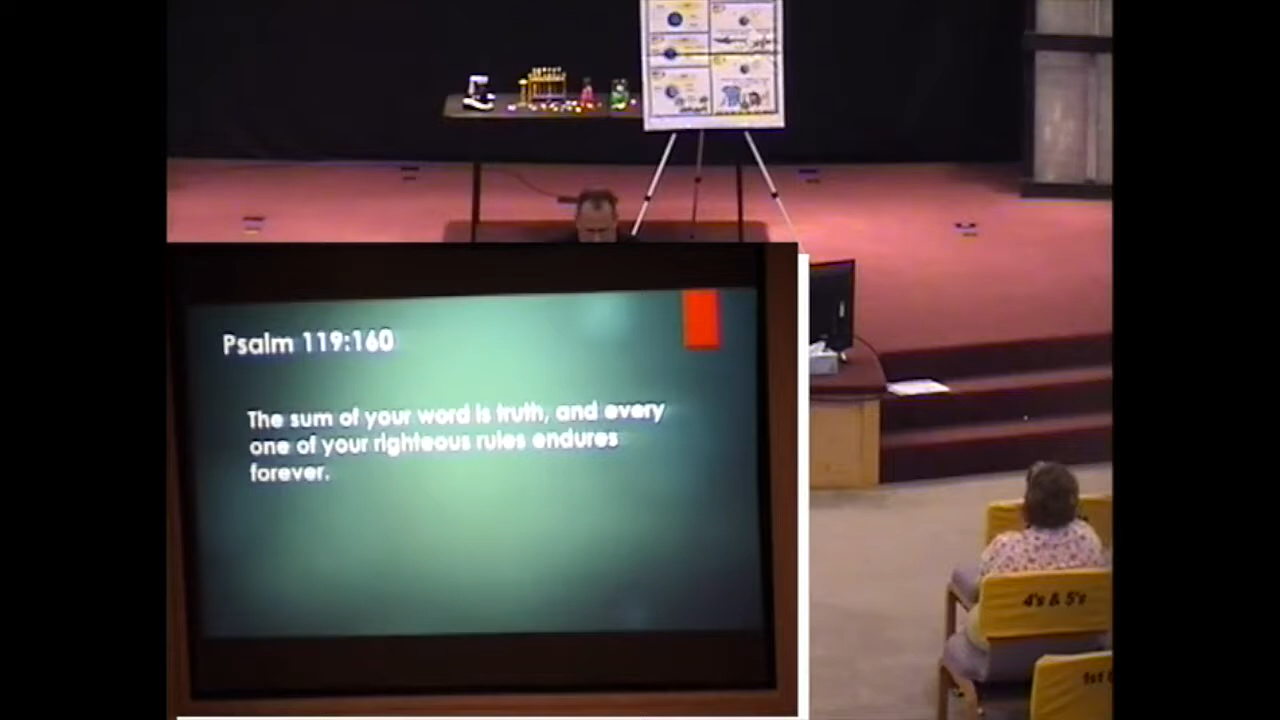 Psalm 119:160
The sum of your word is truth, and every
one of your righteous rules endures
forever.
4's & 5's